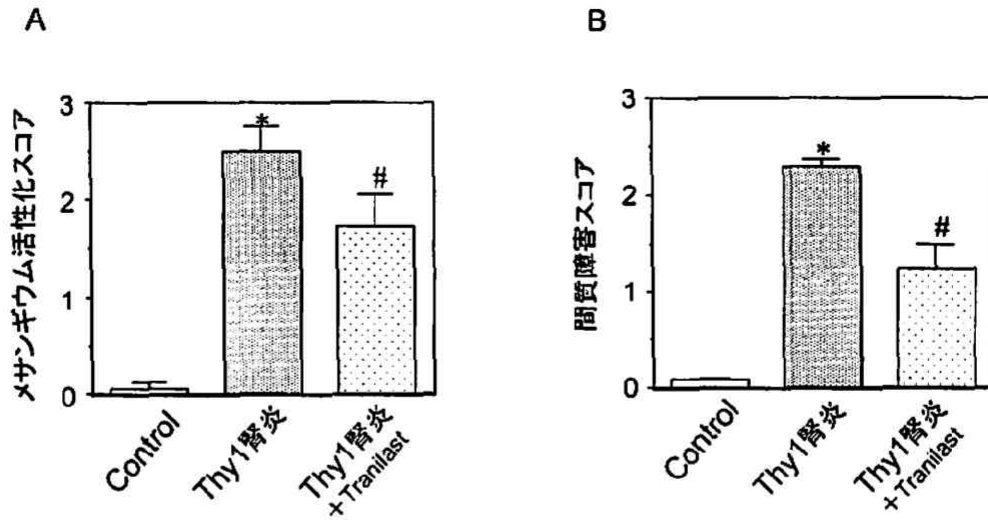 A
メサンギウム活性化スコア
3
2
1
0
*
#
Control
Thy1腎炎
Thy1腎炎
+Tranilast
B
間質障害スコア
3
2
1
0
*
#
Control
Thy1腎炎
Thy1腎炎
+Tranilast